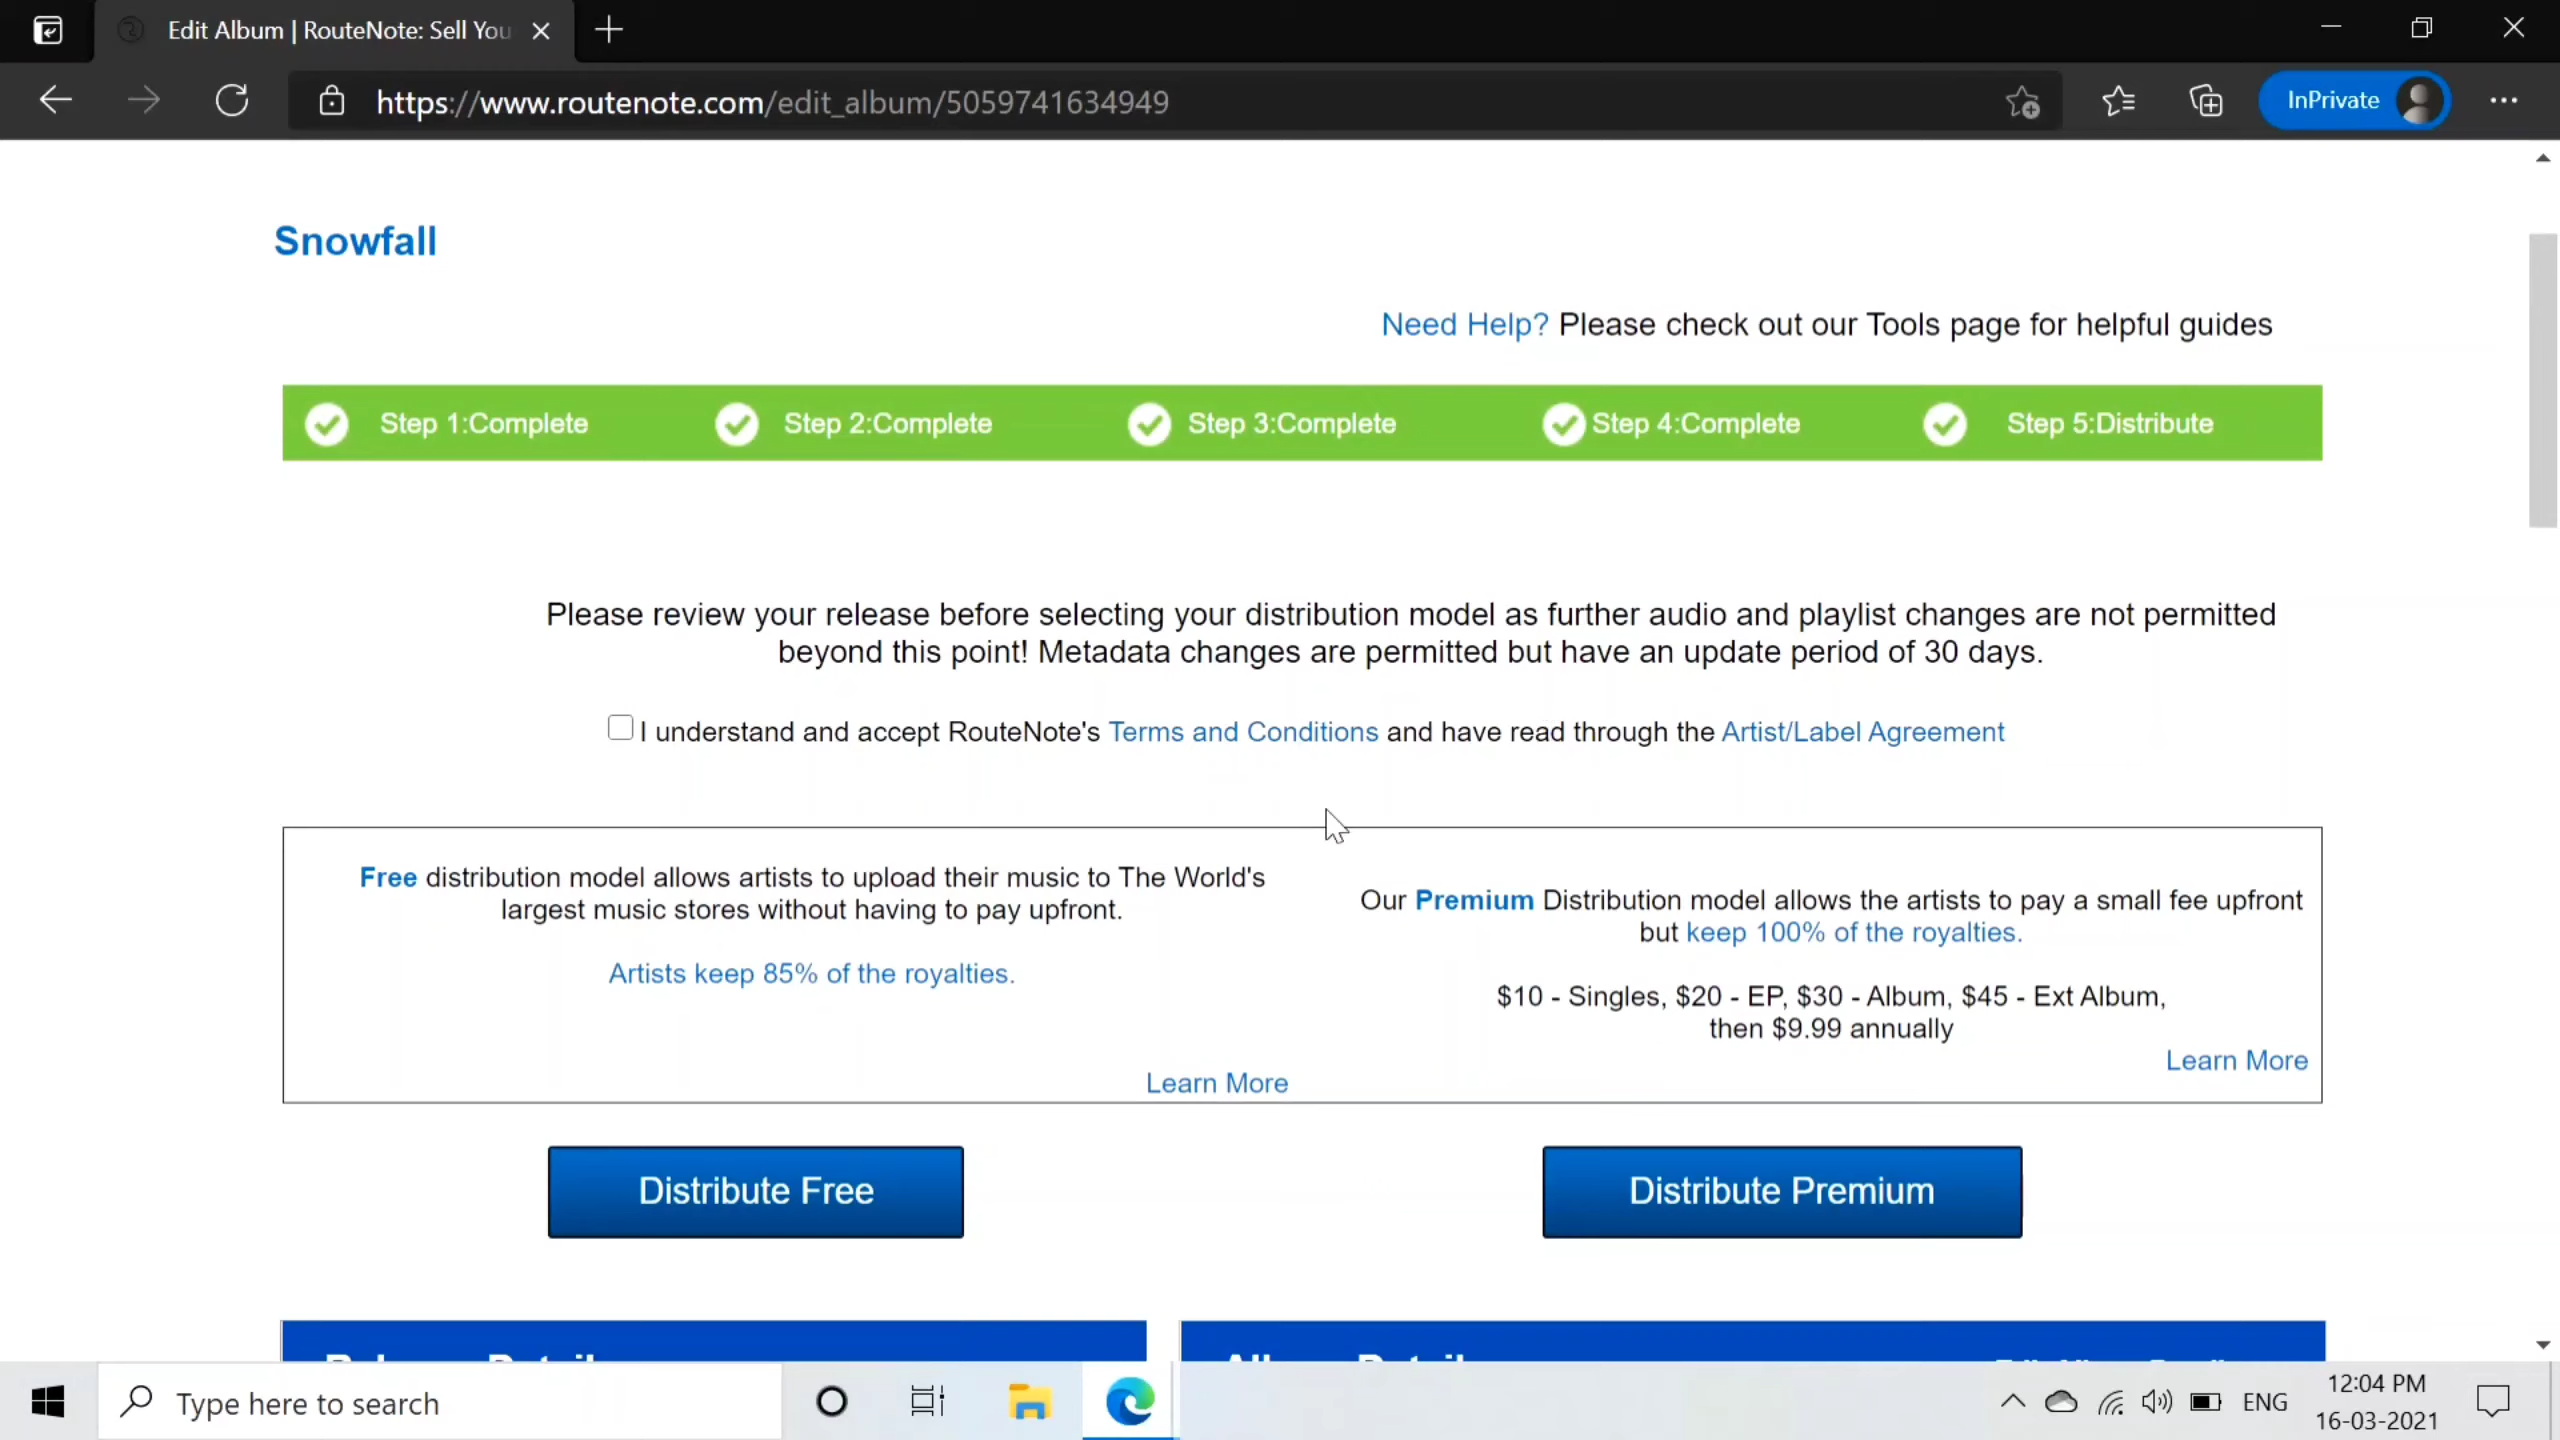 Edit Album | RouteNote: Sell You
https://www.routenote.com/edit_album/5059741634949
InPrivate
Snowfall
Need Help? Please check out our Tools page for helpful guides
Step 1:Complete
Step 2:Complete
Step 3:Complete
Step 4:Complete
Step 5:Distribute
Please review your release before selecting your distribution model as further audio and playlist changes are not permitted
beyond this point! Metadata changes are permitted but have an update period of 30 days.
I understand and accept RouteNote's Terms and Conditions and have read through the Artist/Label Agreement
Free distribution model allows artists to upload their music to The World's
largest music stores without having to pay upfront.
Artists keep 85% of the royalties.
Learn More
Our Premium Distribution model allows the artists to pay a small fee upfront
but keep 100% of the royalties.
$10 - Singles, $20 - EP, $30 - Album, $45 - Ext Album,
then $9.99 annually
Learn More
Distribute Free
Distribute Premium
Type here to search
ENG
12:04 PM
16-03-2021